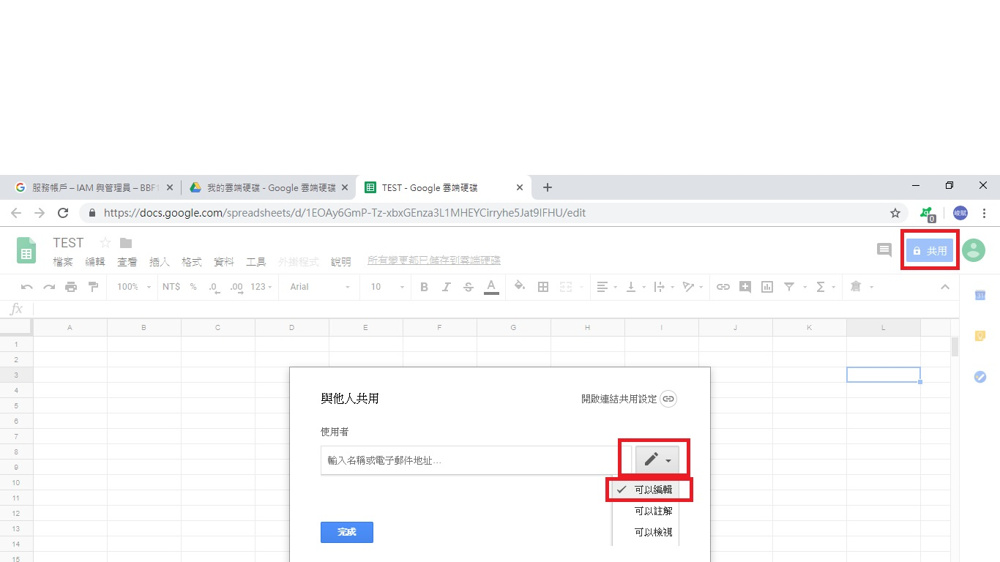 服務帳戶 – IAM 與管理員 – BBF1
我的雲端硬碟 - Google 雲端硬碟
TEST - Google 雲端硬碟
https://docs.google.com/spreadsheets/d/1EOAy6GmP-Tz-xbxGEnza3L1MHEYCirryhe5Jat9IFHU/edit
0
峻賦
TEST
共用
檔案 編輯 查看 插入 格式 資料 工具 外掛程式 說明 所有變更都已儲存到雲端硬碟
100% NT$ % .0 .00 123 Arial 10 B I S A Σ 倉
31
fx
A B C D E F G H I J K L
1
2
3
4
5
6
7
8
9
10
11
12
13
14
15
與他人共用
開啟連結共用設定
使用者
輸入名稱或電子郵件地址...
可以編輯
可以註解
可以檢視
完成